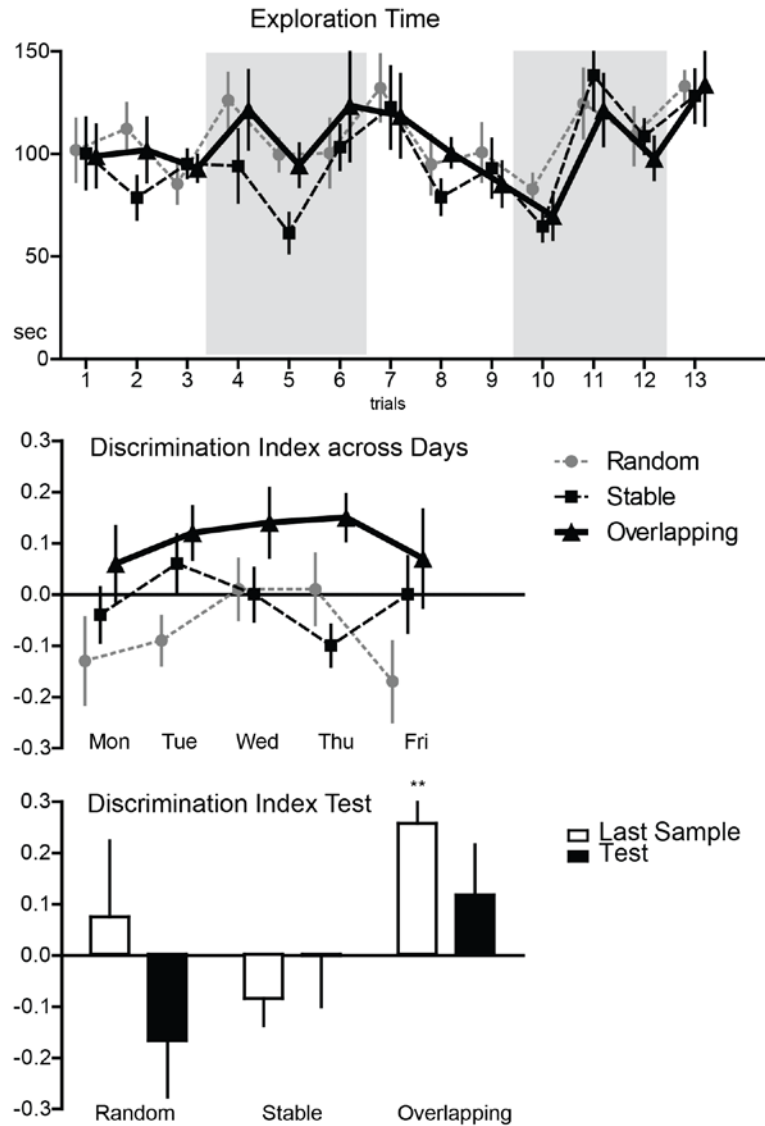 Exploration Time
150
100
50
sec
0
1 2 3 4 5 6 7 8 9 10 11 12 13
trials
0.3
Discrimination Index across Days
0.2
0.1
0.0
-0.1
-0.2
-0.3
Mon Tue Wed Thu Fri
Random
Stable
Overlapping
0.3
Discrimination Index Test
**
0.2
0.1
0.0
-0.1
-0.2
-0.3
Random Stable Overlapping
Last Sample
Test